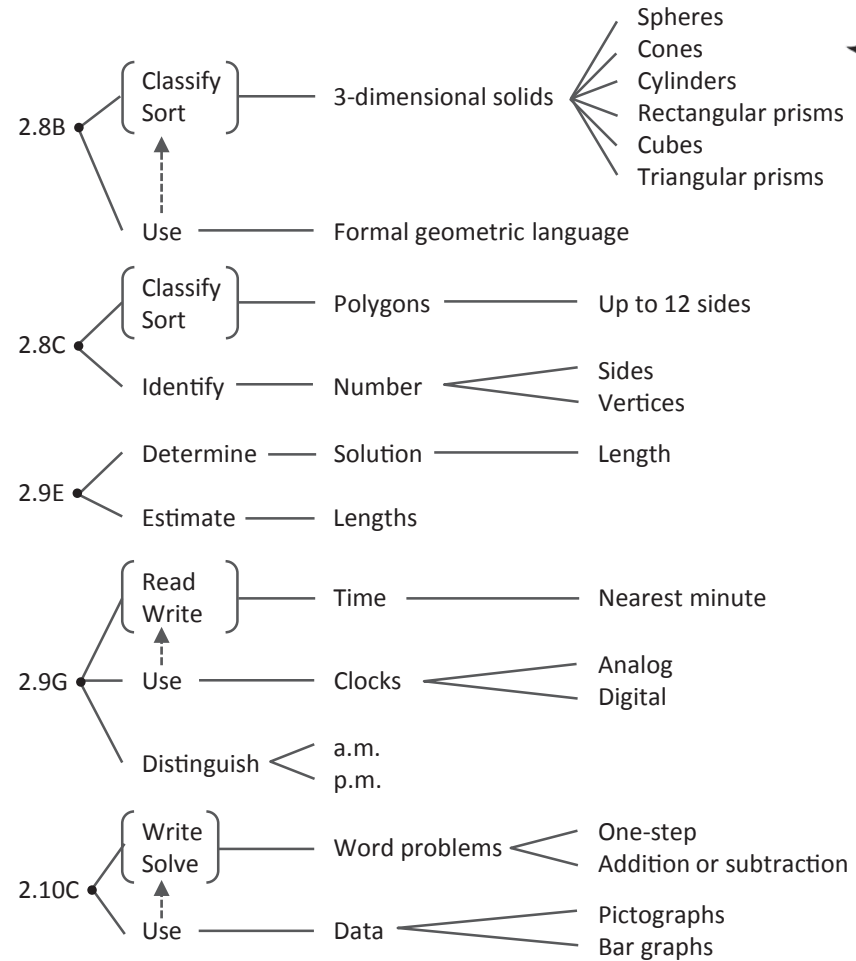 Spheres
Cones
Classify
Cylinders
Sort
3-dimensional solids
Rectangular prisms
2.8B
Cubes
Triangular prisms
Use
Formal geometric language
Classify
Sort
Polygons
Up to 12 sides
2.8C
Identify
Number
Sides
Vertices
Determine
Solution
Length
2.9E
Estimate
Lengths
Read
Write
Time
Nearest minute
2.9G
Use
Clocks
Analog
Digital
Distinguish
a.m.
p.m.
Write
Solve
Word problems
One-step
Addition or subtraction
2.10C
Use
Data
Pictographs
Bar graphs